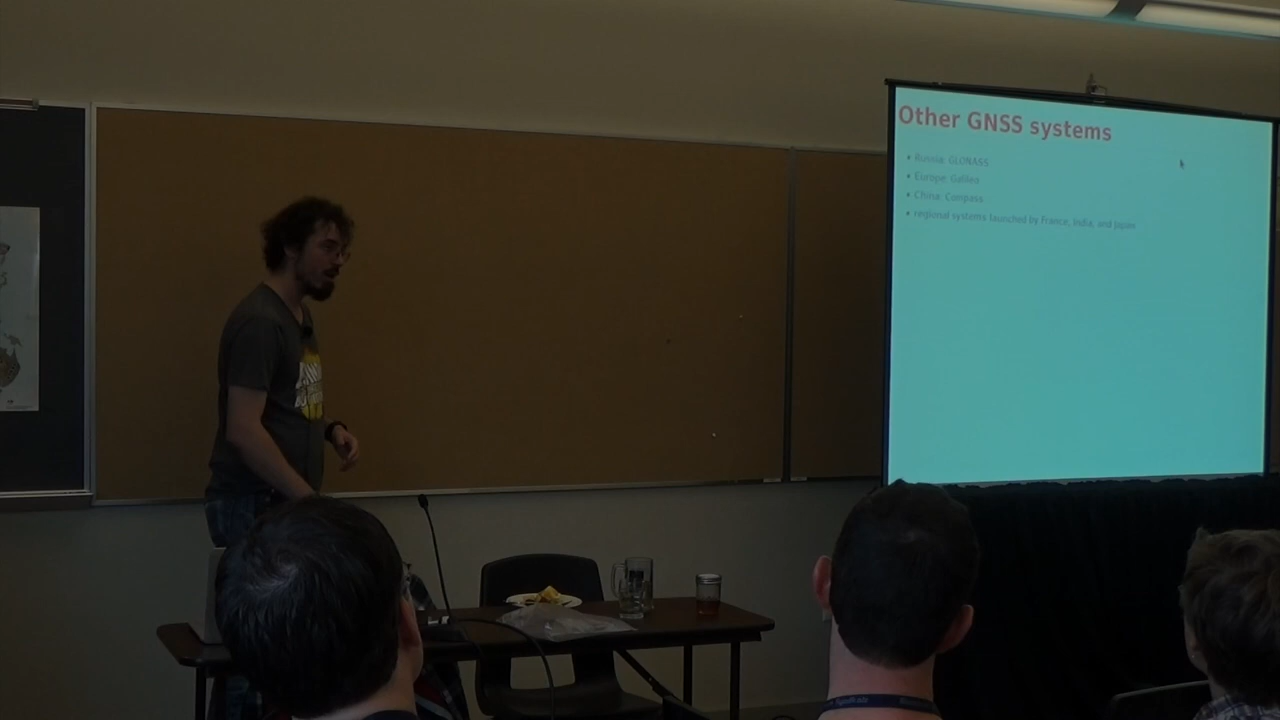 Other GNSS systems
• Russia: GLONASS
• Europe: Galileo
• China: Compass
• regional systems launched by France, India, and Japan